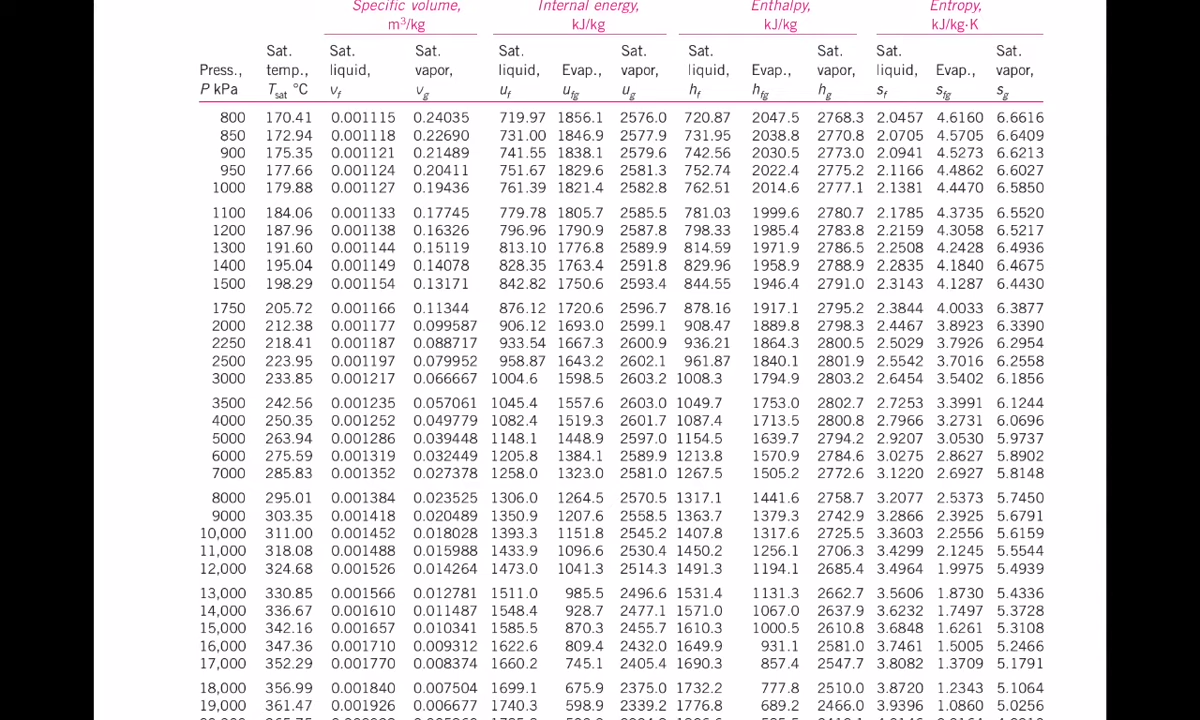 Specific volume, Internal energy, Enthalpy, Entropy,
m³/kg kJ/kg kJ/kg kJ/kg·K
Sat. Sat. Sat. Sat. Sat. Sat. Sat. Sat. Sat.
Press., temp., liquid, vapor, liquid, Evap., vapor, liquid, Evap., vapor, liquid, Evap., vapor,
P kPa T_sat °C v_f v_g u_f u_fg u_g h_f h_fg h_g s_f s_fg s_g
800 170.41 0.001115 0.24035 719.97 1856.1 2576.0 720.87 2047.5 2768.3 2.0457 4.6160 6.6616
850 172.94 0.001118 0.22690 731.00 1846.9 2577.9 731.95 2038.8 2770.8 2.0705 4.5705 6.6409
900 175.35 0.001121 0.21489 741.55 1838.1 2579.6 742.56 2030.5 2773.0 2.0941 4.5273 6.6213
950 177.66 0.001124 0.20411 751.67 1829.6 2581.3 752.74 2022.4 2775.2 2.1166 4.4862 6.6027
1000 179.88 0.001127 0.19436 761.39 1821.4 2582.8 762.51 2014.6 2777.1 2.1381 4.4470 6.5850
1100 184.06 0.001133 0.17745 779.78 1805.7 2585.5 781.03 1999.6 2780.7 2.1785 4.3735 6.5520
1200 187.96 0.001138 0.16326 796.96 1790.9 2587.8 798.33 1985.4 2783.8 2.2159 4.3058 6.5217
1300 191.60 0.001144 0.15119 813.10 1776.8 2589.9 814.59 1971.9 2786.5 2.2508 4.2428 6.4936
1400 195.04 0.001149 0.14078 828.35 1763.4 2591.8 829.96 1958.9 2788.9 2.2835 4.1840 6.4675
1500 198.29 0.001154 0.13171 842.82 1750.6 2593.4 844.55 1946.4 2791.0 2.3143 4.1287 6.4430
1750 205.72 0.001166 0.11344 876.12 1720.6 2596.7 878.16 1917.1 2795.2 2.3844 4.0033 6.3877
2000 212.38 0.001177 0.099587 906.12 1693.0 2599.1 908.47 1889.8 2798.3 2.4467 3.8923 6.3390
2250 218.41 0.001187 0.088717 933.54 1667.3 2600.9 936.21 1864.3 2800.5 2.5029 3.7926 6.2954
2500 223.95 0.001197 0.079952 958.87 1643.2 2602.1 961.87 1840.1 2801.9 2.5542 3.7016 6.2558
3000 233.85 0.001217 0.066667 1004.6 1598.5 2603.2 1008.3 1794.9 2803.2 2.6454 3.5402 6.1856
3500 242.56 0.001235 0.057061 1045.4 1557.6 2603.0 1049.7 1753.0 2802.7 2.7253 3.3991 6.1244
4000 250.35 0.001252 0.049779 1082.4 1519.3 2601.7 1087.4 1713.5 2800.8 2.7966 3.2731 6.0696
5000 263.94 0.001286 0.039448 1148.1 1448.9 2597.0 1154.5 1639.7 2794.2 2.9207 3.0530 5.9737
6000 275.59 0.001319 0.032449 1205.8 1384.1 2589.9 1213.8 1570.9 2784.6 3.0275 2.8627 5.8902
7000 285.83 0.001352 0.027378 1258.0 1323.0 2581.0 1267.5 1505.2 2772.6 3.1220 2.6927 5.8148
8000 295.01 0.001384 0.023525 1306.0 1264.5 2570.5 1317.1 1441.6 2758.7 3.2077 2.5373 5.7450
9000 303.35 0.001418 0.020489 1350.9 1207.6 2558.5 1363.7 1379.3 2742.9 3.2866 2.3925 5.6791
10,000 311.00 0.001452 0.018028 1393.3 1151.8 2545.2 1407.8 1317.6 2725.5 3.3603 2.2556 5.6159
11,000 318.08 0.001488 0.015988 1433.9 1096.6 2530.4 1450.2 1256.1 2706.3 3.4299 2.1245 5.5544
12,000 324.68 0.001526 0.014264 1473.0 1041.3 2514.3 1491.3 1194.1 2685.4 3.4964 1.9975 5.4939
13,000 330.85 0.001566 0.012781 1511.0 985.5 2496.6 1531.4 1131.3 2662.7 3.5606 1.8730 5.4336
14,000 336.67 0.001610 0.011487 1548.4 928.7 2477.1 1571.0 1067.0 2637.9 3.6232 1.7497 5.3728
15,000 342.16 0.001657 0.010341 1585.5 870.3 2455.7 1610.3 1000.5 2610.8 3.6848 1.6261 5.3108
16,000 347.36 0.001710 0.009312 1622.6 809.4 2432.0 1649.9 931.1 2581.0 3.7461 1.5005 5.2466
17,000 352.29 0.001770 0.008374 1660.2 745.1 2405.4 1690.3 857.4 2547.7 3.8082 1.3709 5.1791
18,000 356.99 0.001840 0.007504 1699.1 675.9 2375.0 1732.2 777.8 2510.0 3.8720 1.2343 5.1064
19,000 361.47 0.001926 0.006677 1740.3 598.9 2339.2 1776.8 689.2 2466.0 3.9396 1.0860 5.0256